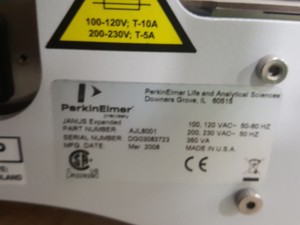 100-120V; T-10A
200-230V; T-5A
PerkinElmer
precisely
PerkinElmer Life and Analytical Sciences
Downers Grove, IL 60515
JANUS Expanded
PART NUMBER AJL8001
SERIAL NUMBER DG03083723
MFG. DATE Mar 2008
100, 120 VAC~ 50-60 HZ
200, 230 VAC~ 50 HZ
350 VA
MADE IN U.S.A.
CE